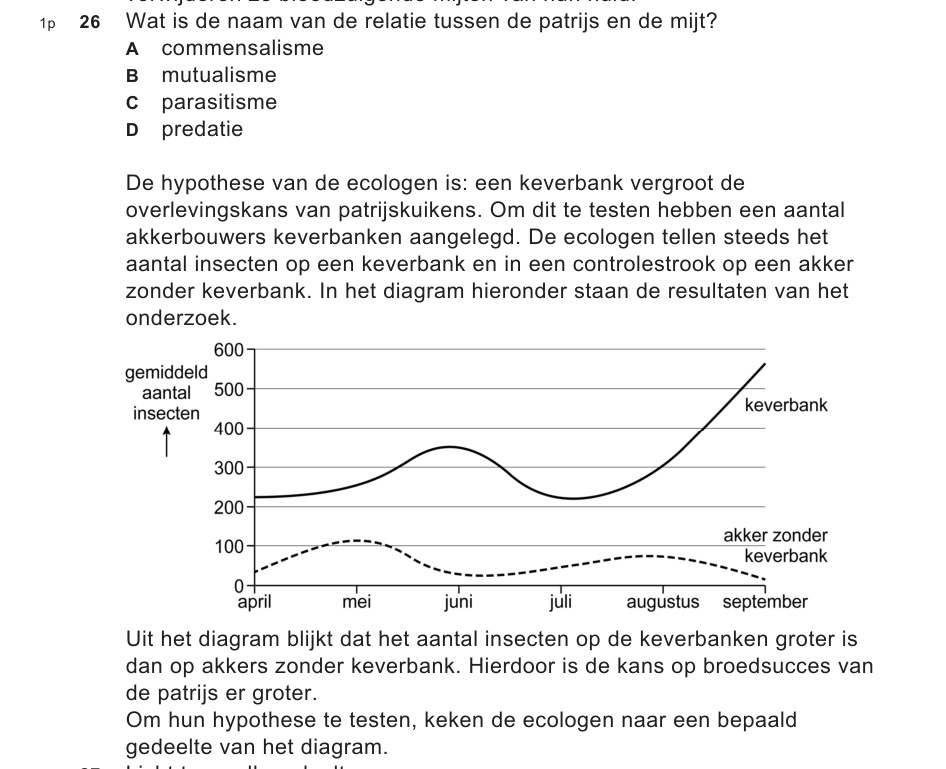 verwijderen ze bloedzuigende mijten van hun huid.
1p 26 Wat is de naam van de relatie tussen de patrijs en de mijt?
A commensalisme
B mutualisme
C parasitisme
D predatie
De hypothese van de ecologen is: een keverbank vergroot de
overlevingskans van patrijskuikens. Om dit te testen hebben een aantal
akkerbouwers keverbanken aangelegd. De ecologen tellen steeds het
aantal insecten op een keverbank en in een controlestrook op een akker
zonder keverbank. In het diagram hieronder staan de resultaten van het
onderzoek.
600
gemiddeld
aantal
insecten
500
keverbank
400
300
200
akker zonder
keverbank
100
0
april mei juni juli augustus september
Uit het diagram blijkt dat het aantal insecten op de keverbanken groter is
dan op akkers zonder keverbank. Hierdoor is de kans op broedsucces van
de patrijs er groter.
Om hun hypothese te testen, keken de ecologen naar een bepaald
gedeelte van het diagram.